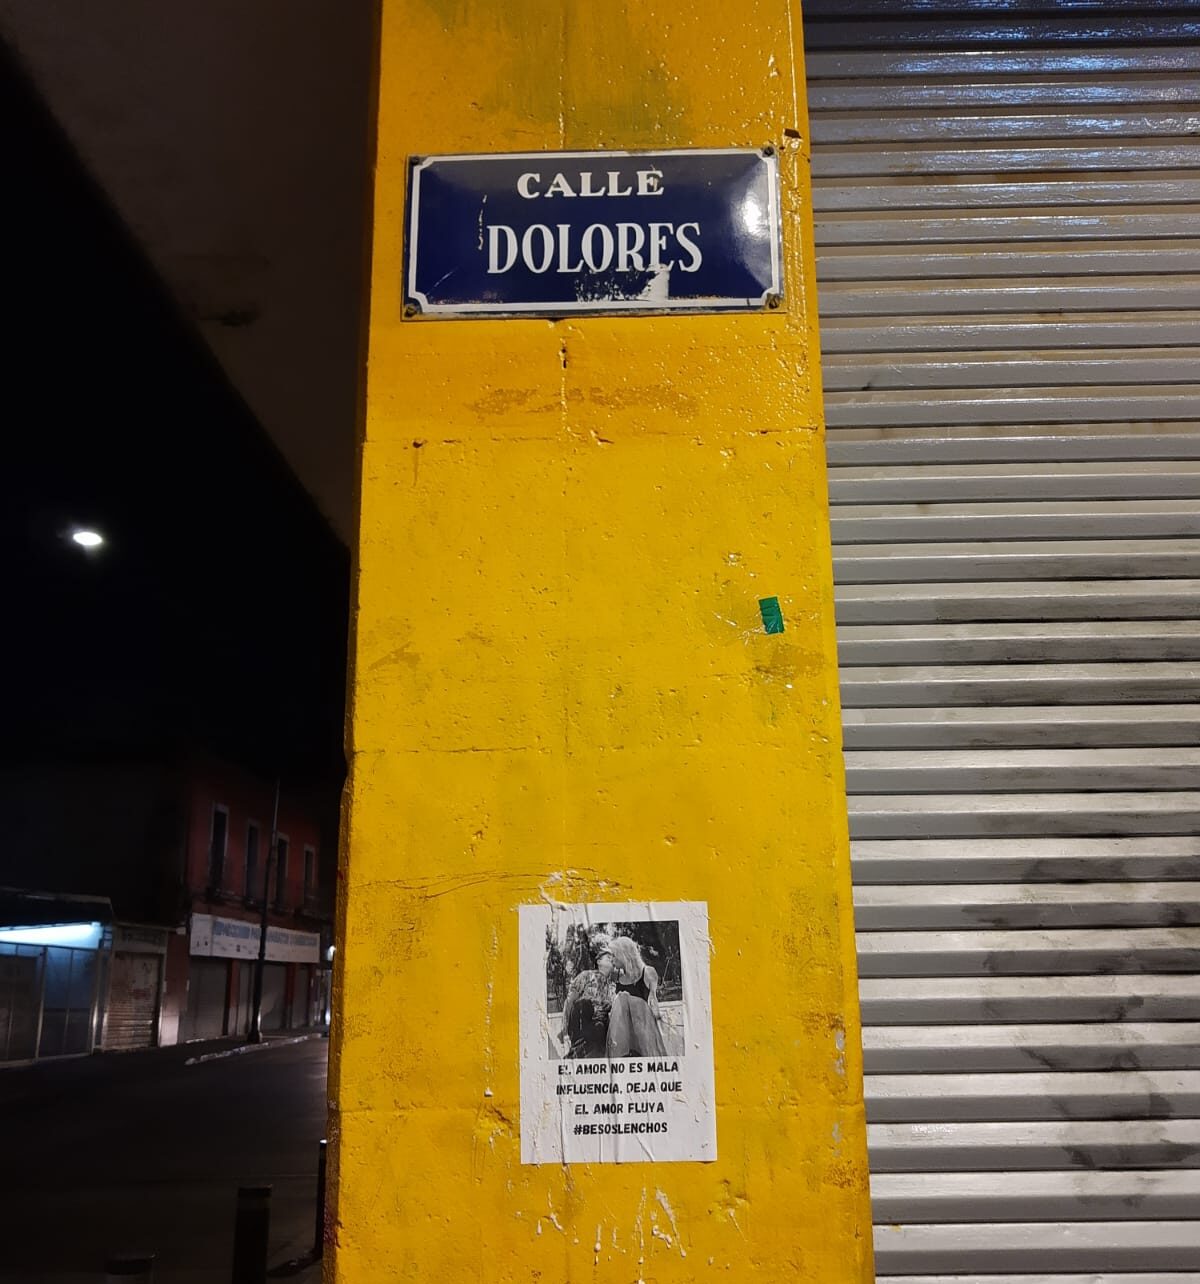 CALLE
DOLORES
EL AMOR NO ES MALA
INFLUENCIA, DEJA QUE
EL AMOR FLUYA
#BESOSLENCHOS